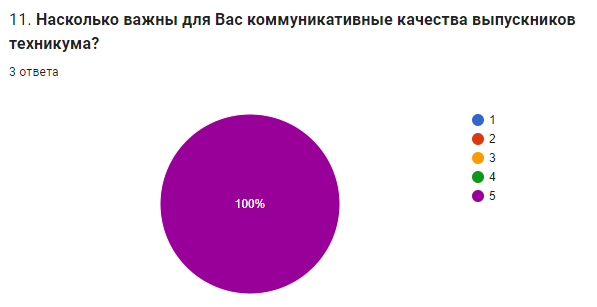 11. Насколько важны для Вас коммуникативные качества выпускников
техникума?
3 ответа
100%
1
2
3
4
5